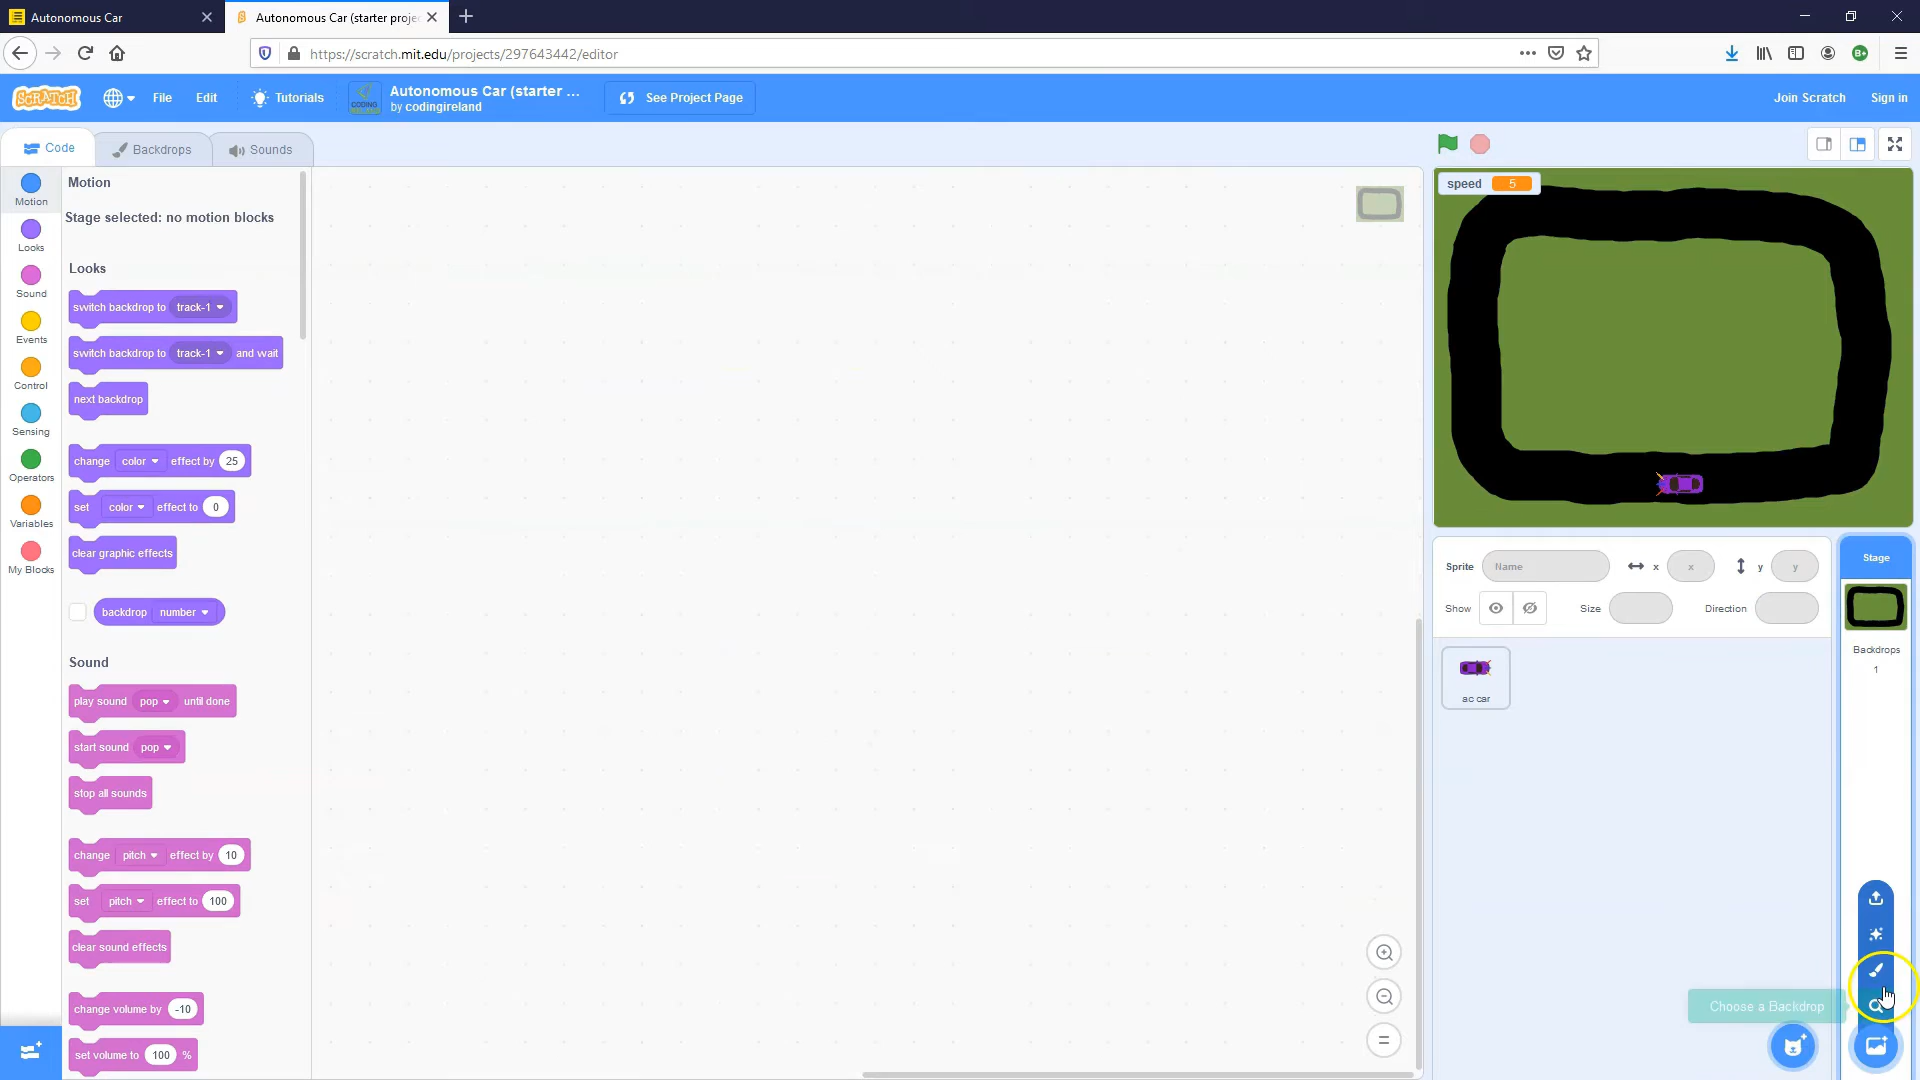 Autonomous Car
Autonomous Car (starter proje
https://scratch.mit.edu/projects/297643442/editor
SCRATCH
File
Edit
Tutorials
Autonomous Car (starter ...
by codingireland
See Project Page
Join Scratch
Sign in
Code
Backdrops
Sounds
Motion
Looks
Sound
Events
Control
Sensing
Operators
Variables
My Blocks
Motion
Stage selected: no motion blocks
Looks
switch backdrop to track-1
switch backdrop to track-1 and wait
next backdrop
change color effect by 25
set color effect to 0
clear graphic effects
backdrop number
Sound
play sound pop until done
start sound pop
stop all sounds
change pitch effect by 10
set pitch effect to 100
clear sound effects
change volume by -10
set volume to 100 %
speed 5
Sprite Name x x y y
Show Size Direction
ac car
Stage
Backdrops
1
Choose a Backdrop